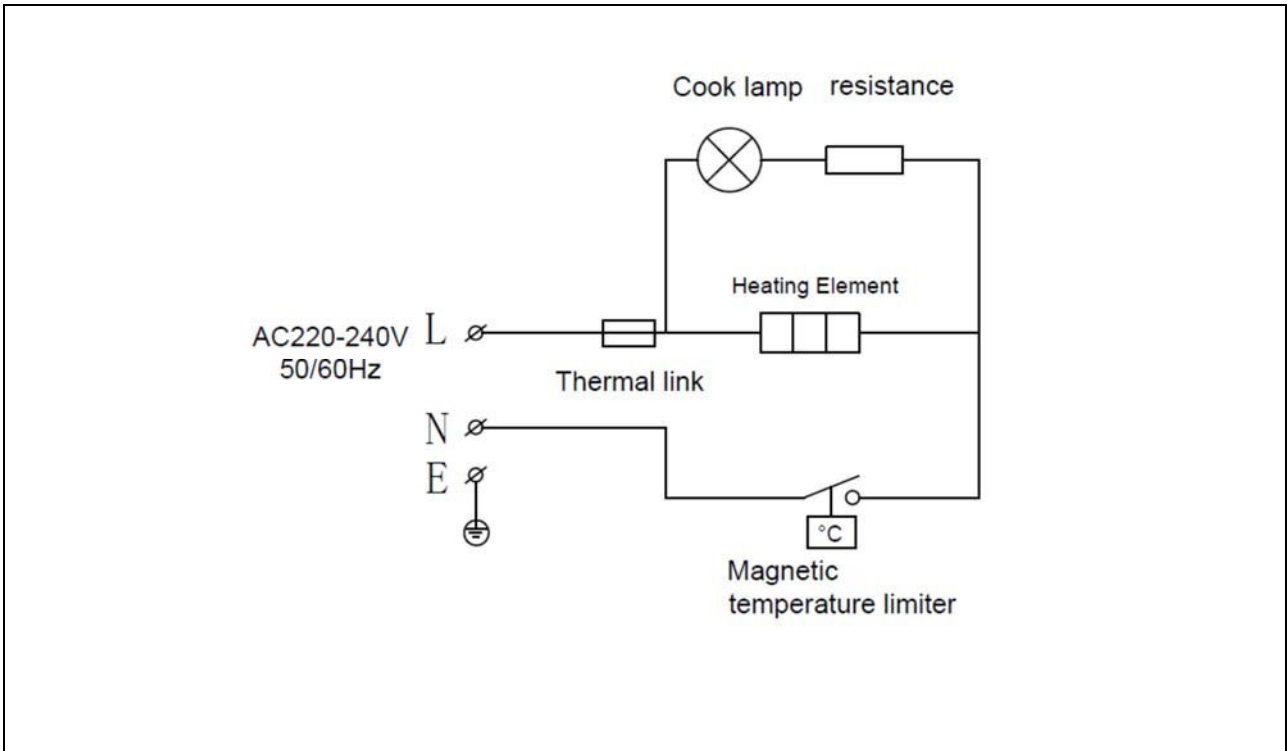 Cook lamp resistance
Heating Element
AC220-240V L
50/60Hz
Thermal link
N
E
°C
Magnetic
temperature limiter